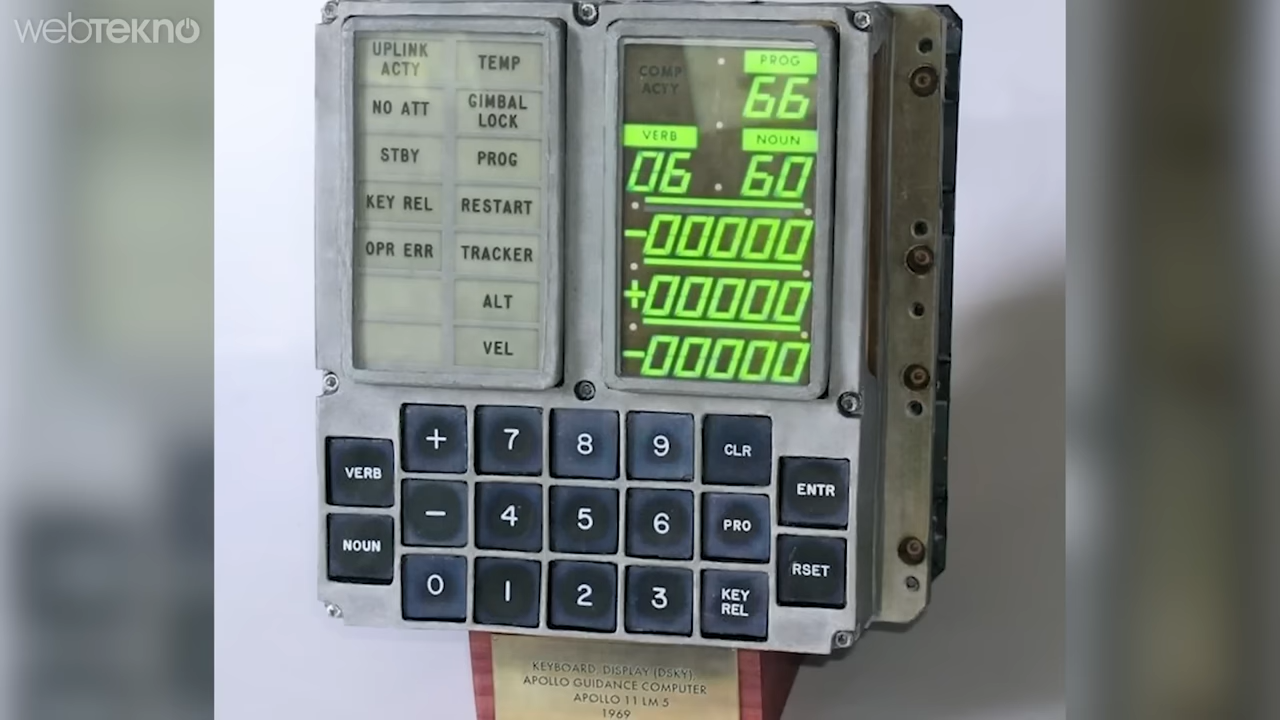 webTEKNO
UPLINK
ACTY
TEMP
NO ATT
GIMBAL
LOCK
STBY
PROG
KEY REL
RESTART
OPR ERR
TRACKER
ALT
VEL
COMP
ACTY
PROG
66
VERB
NOUN
06
60
-00000
+00000
-00000
VERB
NOUN
+
7
8
9
CLR
-
4
5
6
PRO
0
1
2
3
KEY
REL
ENTR
RSET
KEYBOARD, DISPLAY (DSKY),
APOLLO GUIDANCE COMPUTER
APOLLO 11 LM 5
1969